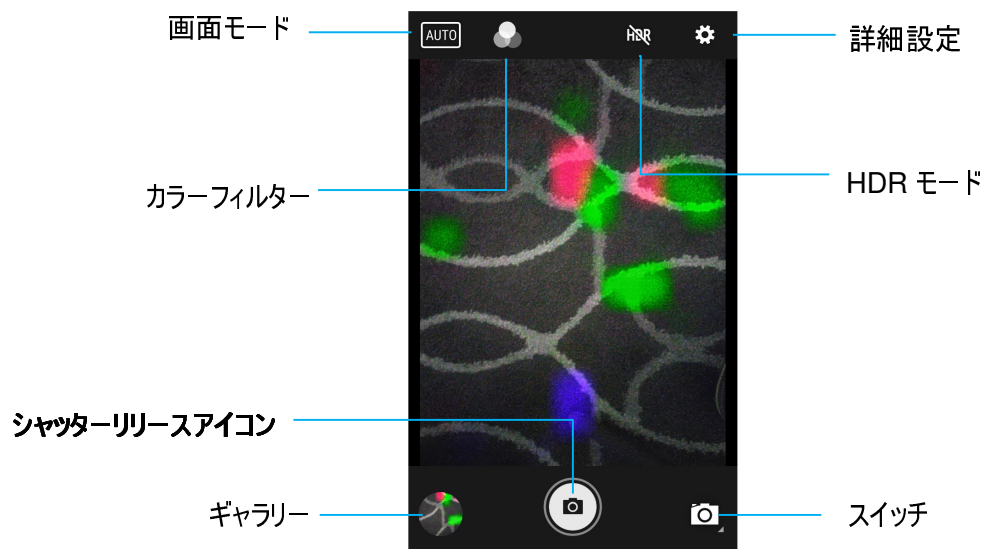 画面モード
AUTO
HDR
詳細設定
カラーフィルター
HDR モード
シャッターリリースアイコン
ギャラリー
スイッチ